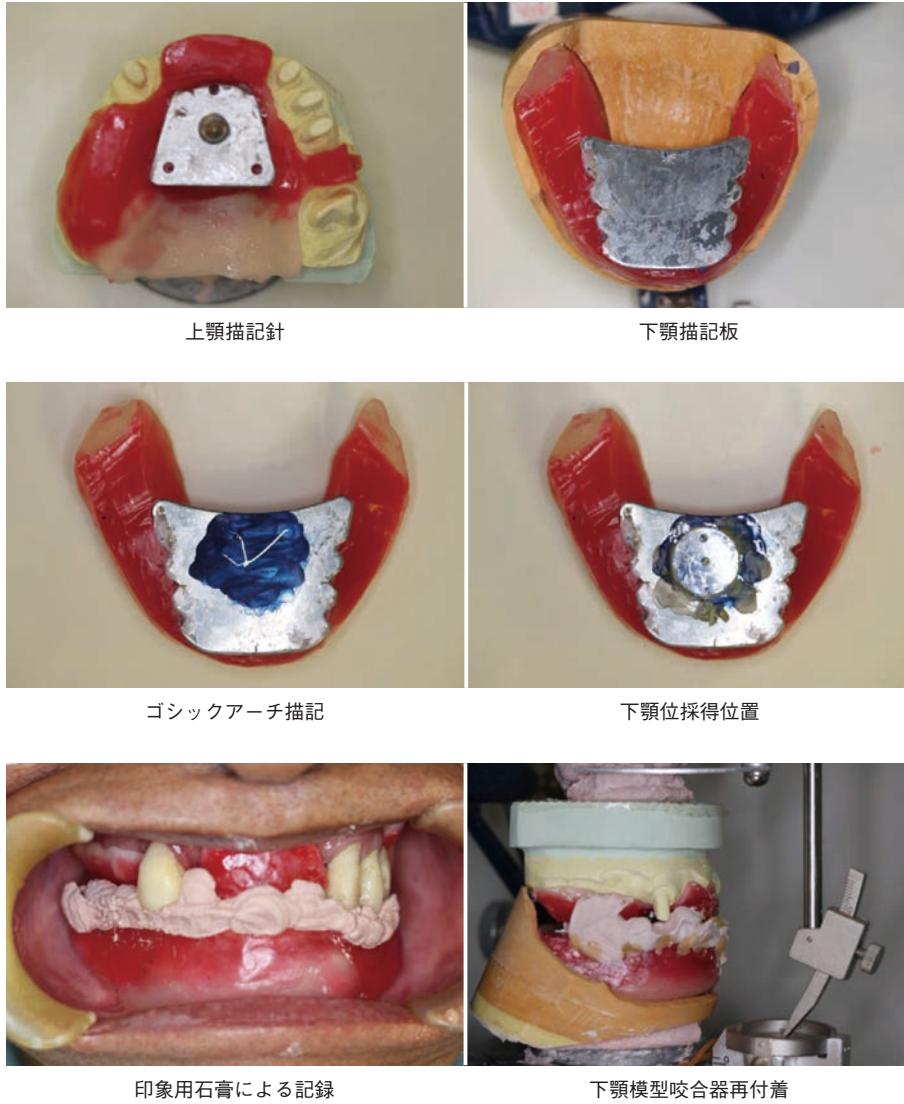 上顎描記針
下顎描記板
ゴシックアーチ描記
下顎位採得位置
印象用石膏による記録
下顎模型咬合器再付着